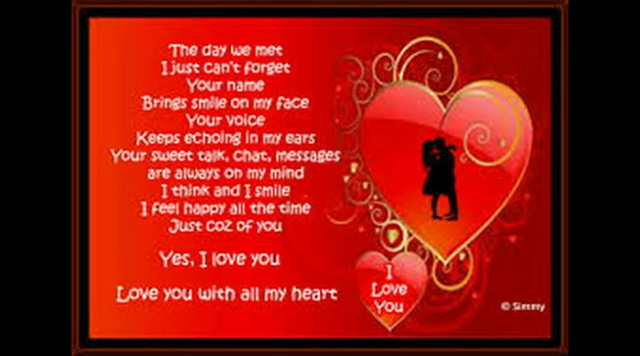 The day we met
I just can't forget
Your name
Brings smile on my face
Your voice
Keeps echoing in my ears
Your sweet talk, chat, messages
are always on my mind
I think and I smile
I feel happy all the time
Just coz of you
Yes, I love you
Love you with all my heart
I
Love
You
© Simmy